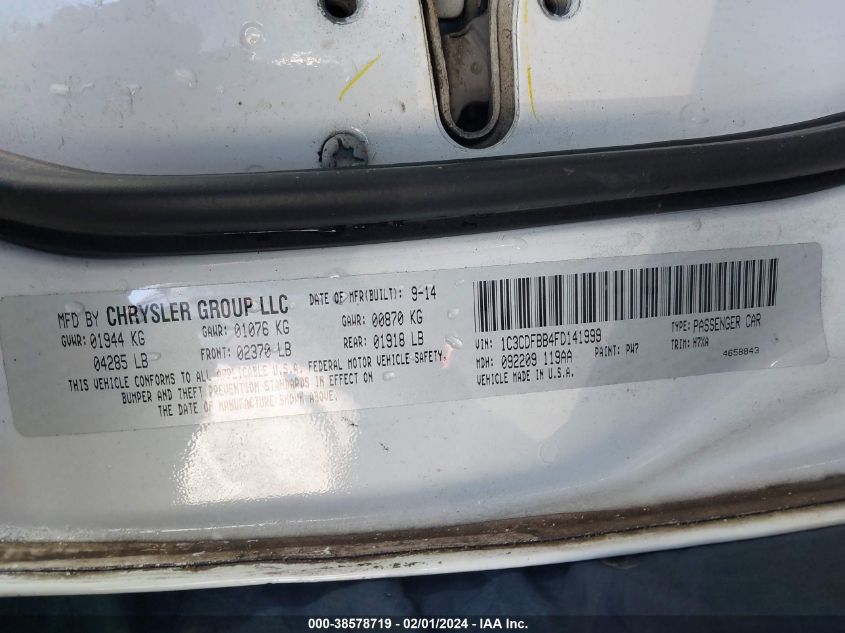 MFD BY CHRYSLER GROUP LLC DATE OF MFR(BUILT): 9-14
GVWR: 01944 KG GAWR: 01076 KG GAWR: 00870 KG
04285 LB FRONT: 02370 LB REAR: 01918 LB
THIS VEHICLE CONFORMS TO ALL APPLICABLE U.S.A. FEDERAL MOTOR VEHICLE SAFETY,
BUMPER AND THEFT PREVENTION STANDARDS IN EFFECT ON
THE DATE OF MANUFACTURE SHOWN ABOVE.
VIN: 1C3CDFBB4FD141999 TYPE: PASSENGER CAR
MDH: 092209 119AA PAINT: PW7 TRIM: H7XA
VEHICLE MADE IN U.S.A. 4658843
000-38578719 - 02/01/2024 - IAA Inc.